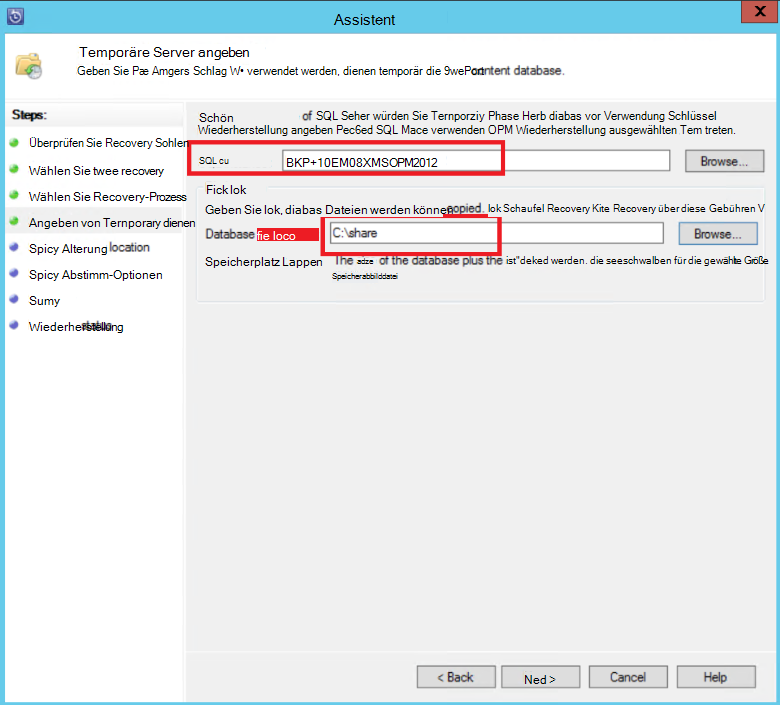 Assistent
X
Temporäre Server angeben
Geben Sie Pæ Amgers Schlag W• verwendet werden, dienen temporär die 9wePort content database.
Steps:
Überprüfen Sie Recovery Sohlen
Wählen Sie twee recovery
Wählen Sie Recovery-Prozess
Angeben von Ternporary dienen
Spicy Alterung location
Spicy Abstimm-Optionen
Sumy
Wiederherstellung
Schön of SQL Seher würden Sie Ternporziy Phase Herb diabas vor Verwendung Schlüssel
Wiederherstellung angeben Pec6ed SQL Mace verwenden OPM Wiederherstellung ausgewählten Tem treten.
SQL cu BKP+10EM08XMSOPM2012 Browse...
Fick lok
Geben Sie lok, diabas Dateien werden können copied. lok Schaufel Recovery Kite Recovery über diese Gebühren V
Database fie loco C:\share Browse...
Speicherplatz Lappen The adze of the database plus the ist"deked werden. die seeschwalben für die gewählte Größe
Speicherabbilddatei
< Back Ned > Cancel Help